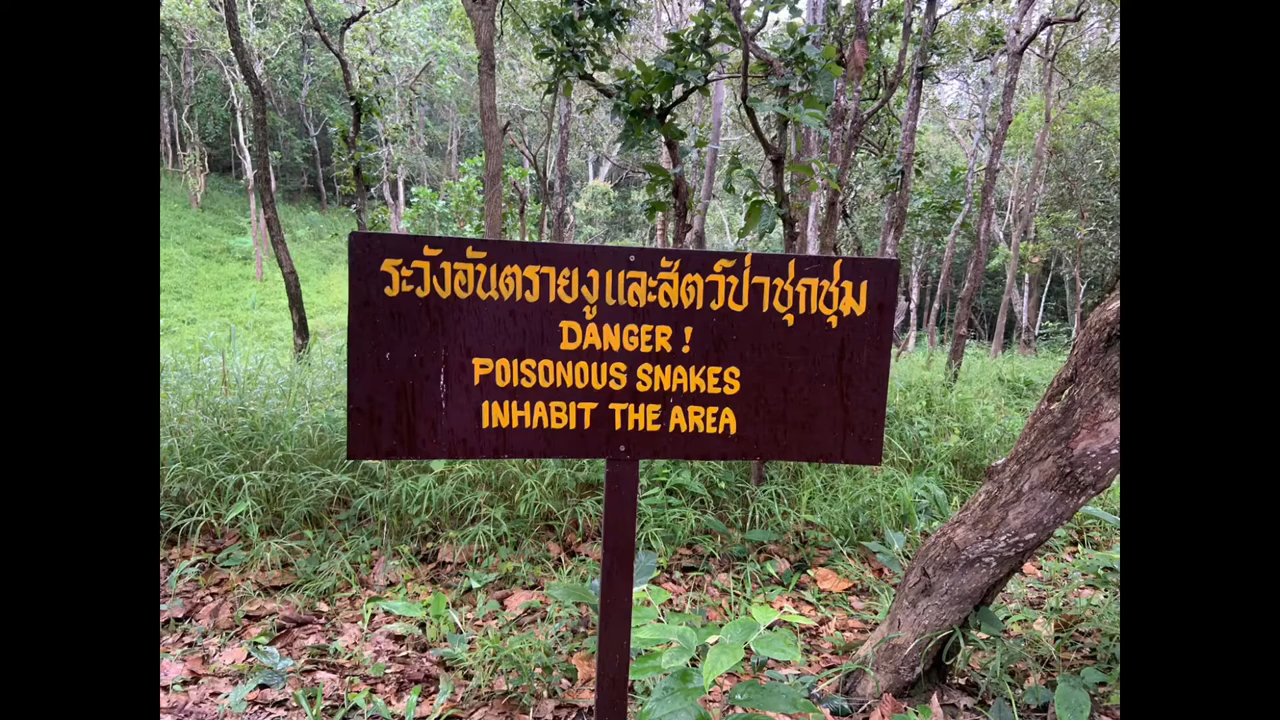 ระวังอันตรายงูและสัตว์ป่าชุกชุม
DANGER !
POISONOUS SNAKES
INHABIT THE AREA